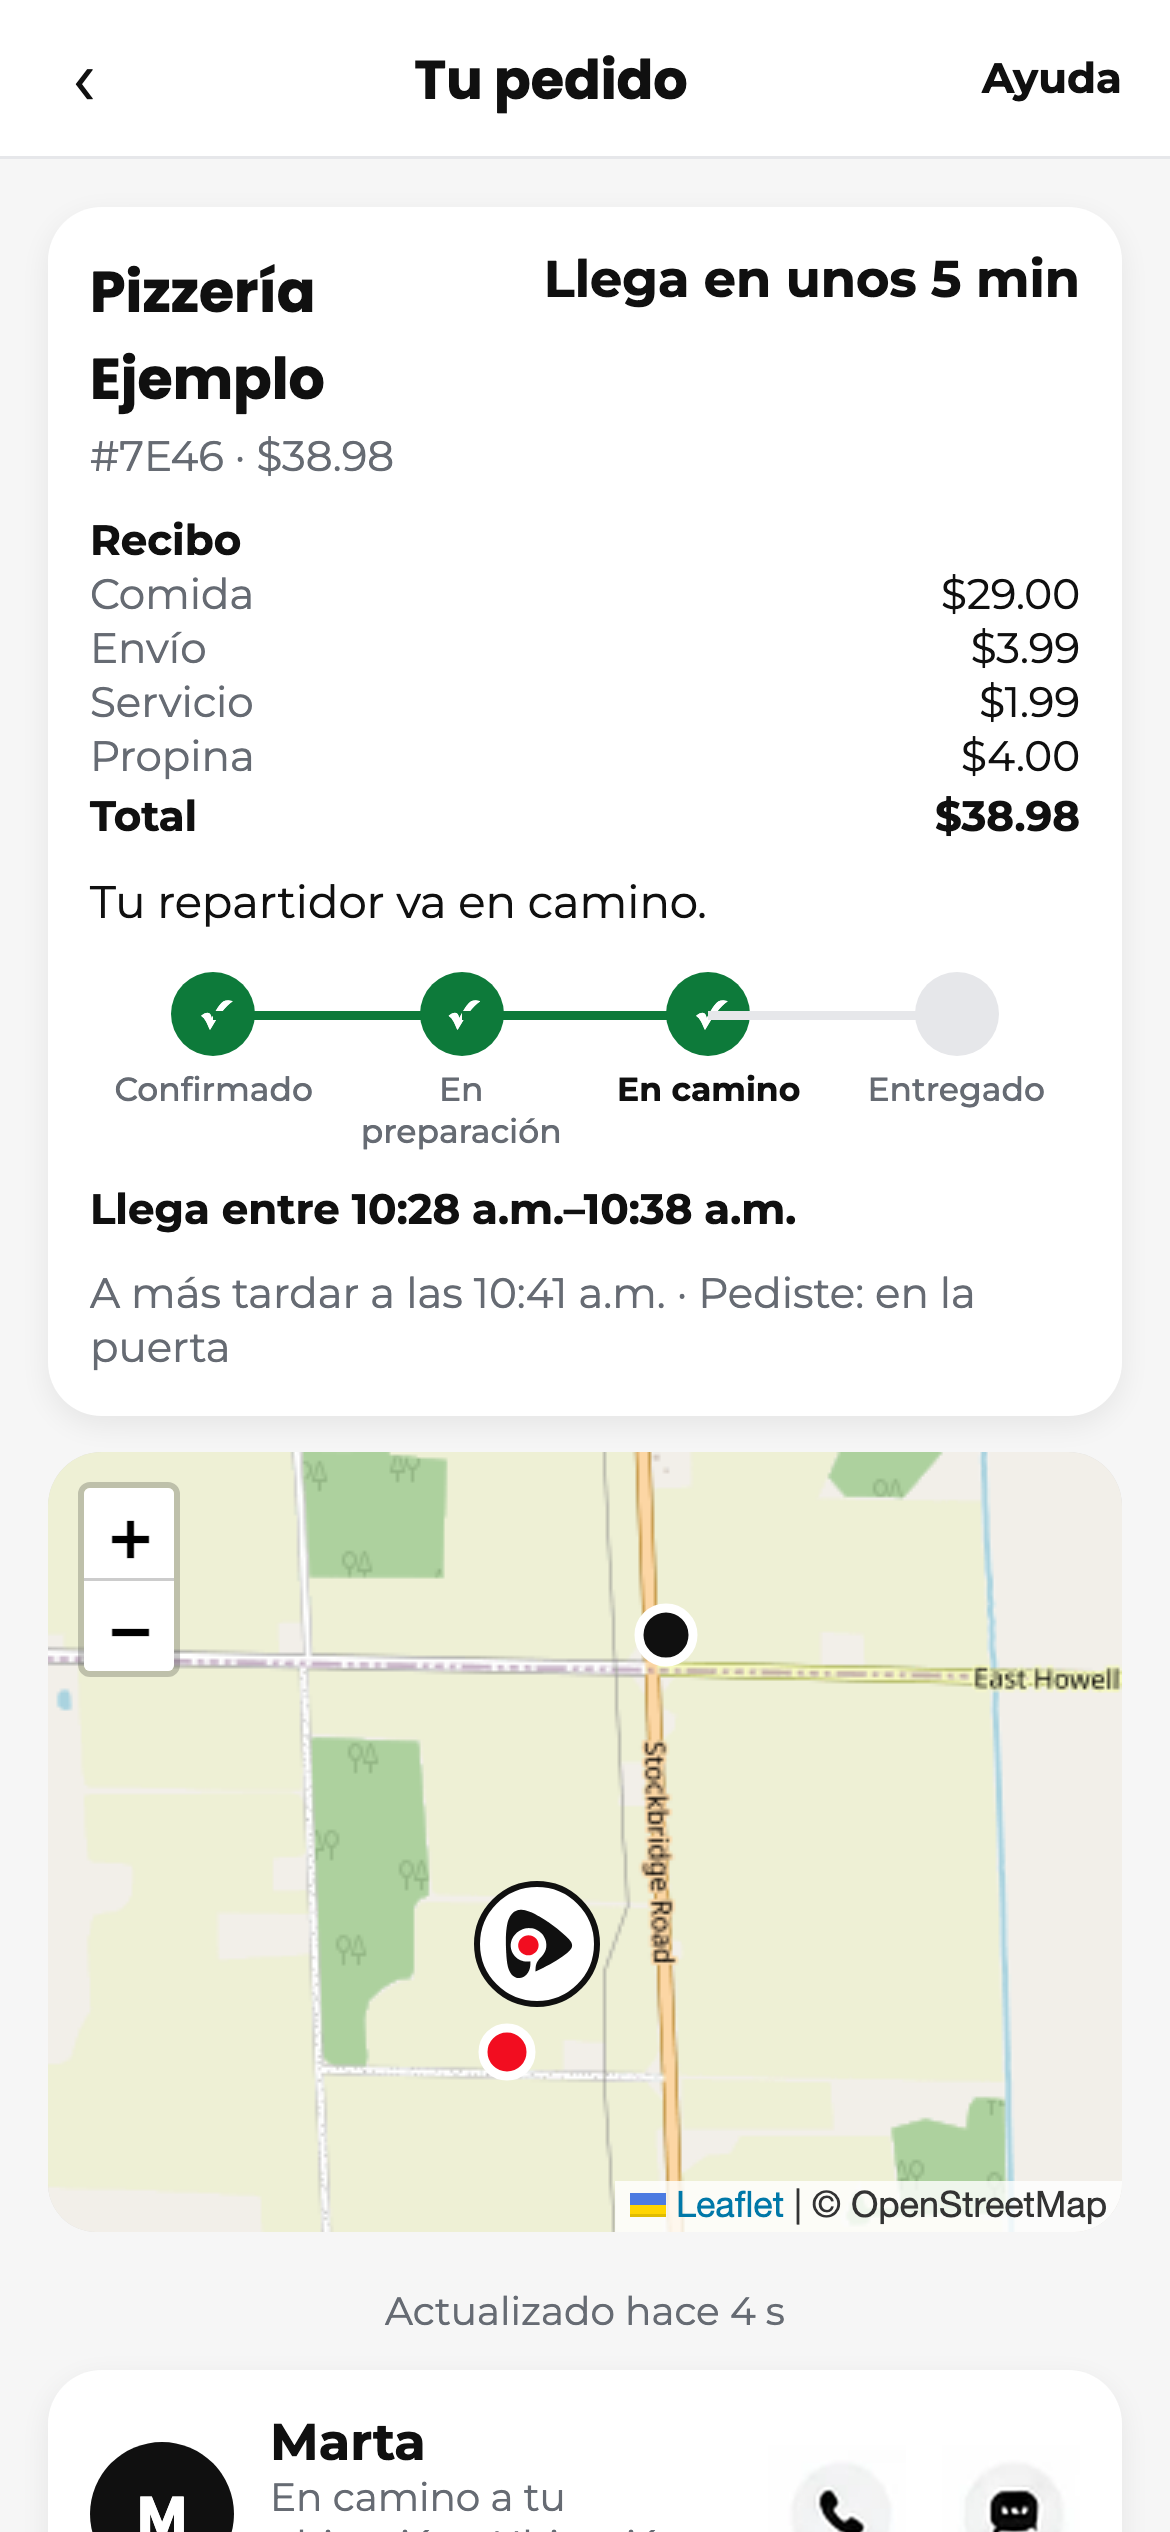 ‹ Tu pedido Ayuda
Pizzería Ejemplo
Llega en unos 5 min
#7E46 · $38.98
Recibo
Comida $29.00
Envío $3.99
Servicio $1.99
Propina $4.00
Total $38.98
Tu repartidor va en camino.
Confirmado
En preparación
En camino
Entregado
Llega entre 10:28 a.m.–10:38 a.m.
A más tardar a las 10:41 a.m. · Pediste: en la
puerta
+
−
East Howell
Stockbridge Road
Leaflet | © OpenStreetMap
Actualizado hace 4 s
M
Marta
En camino a tu